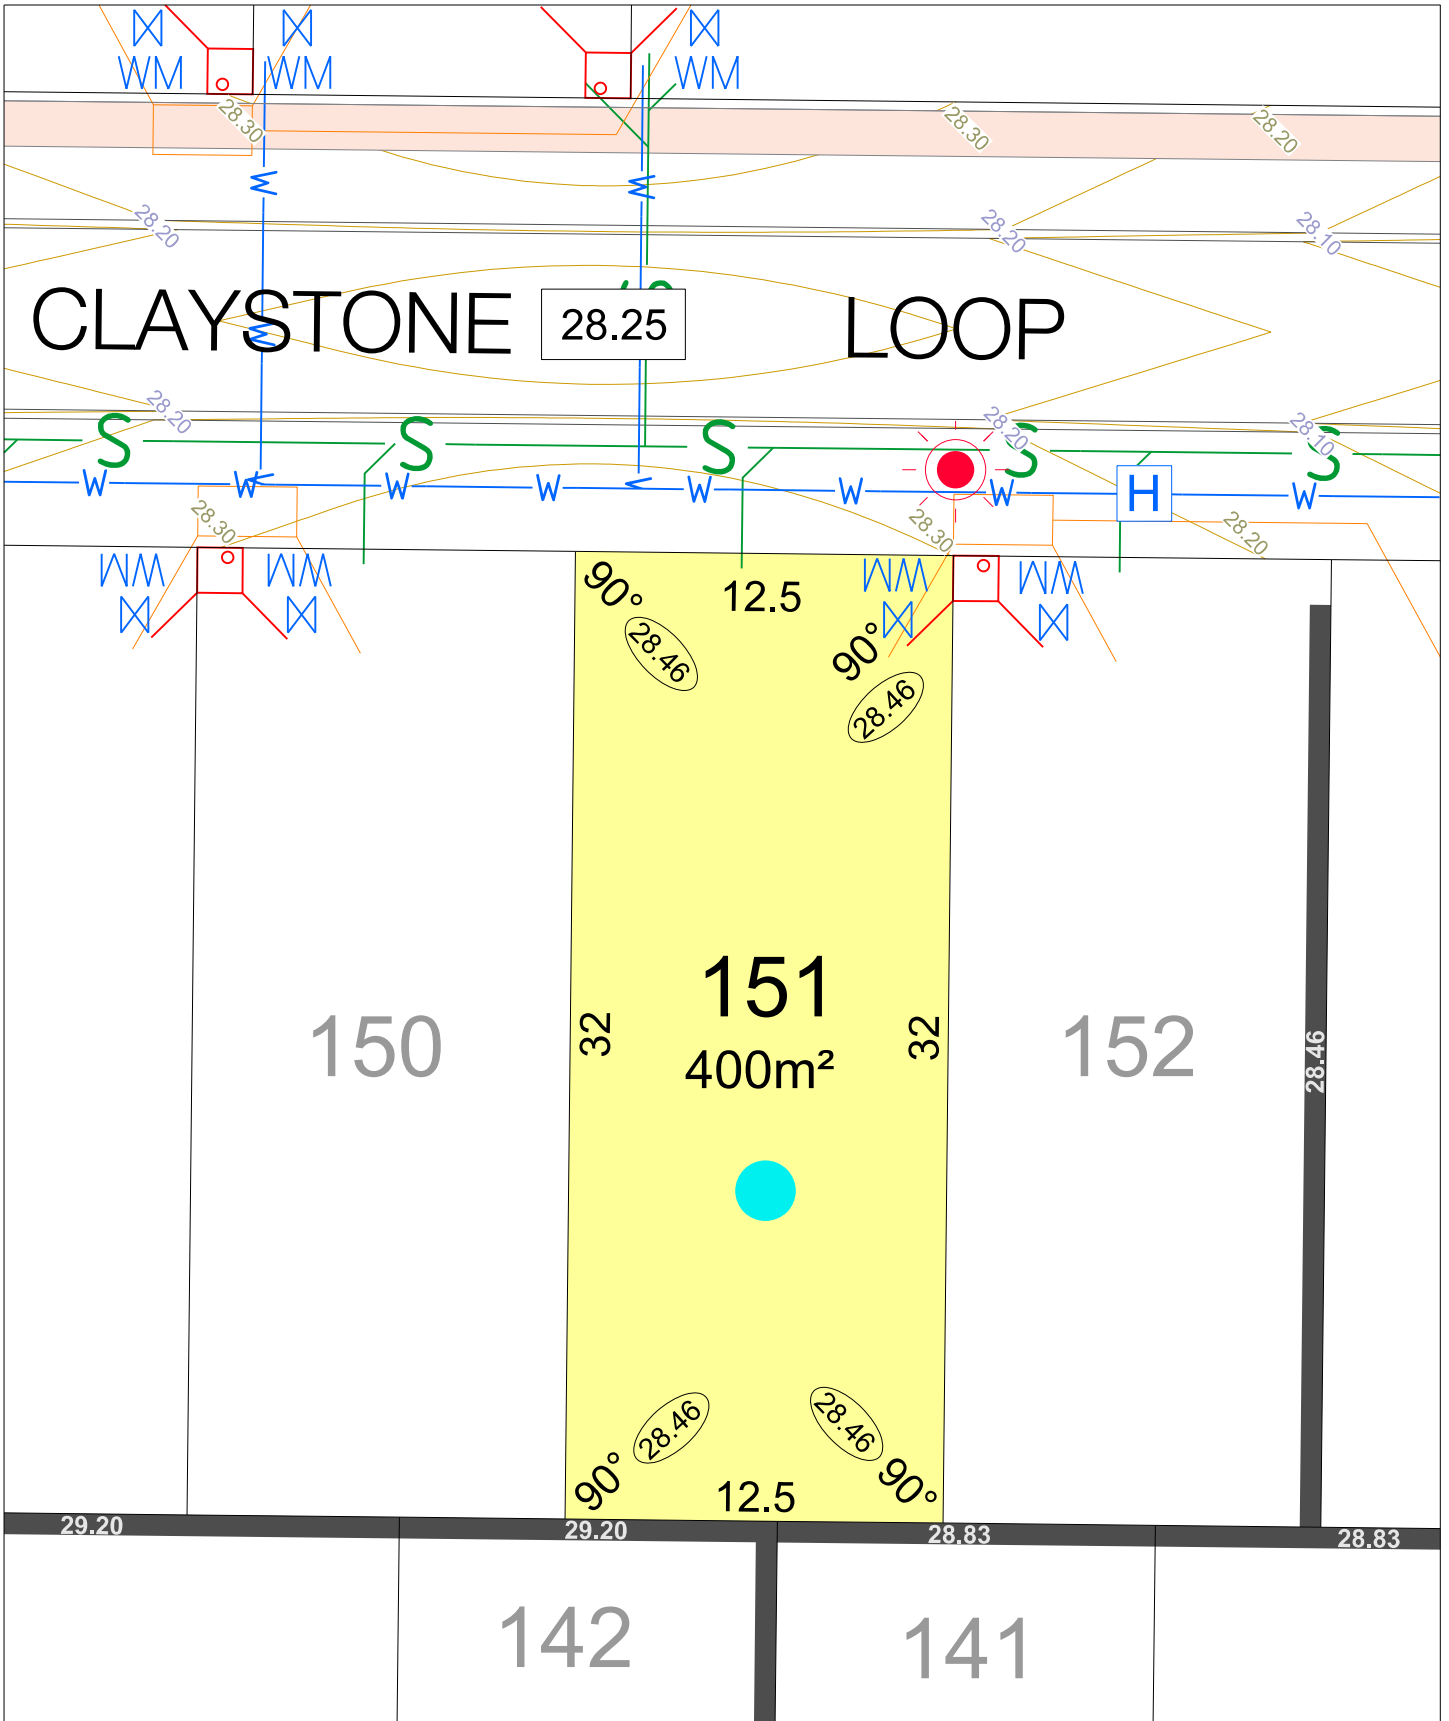 WM WM WM
28.30 28.30 28.20
W W
28.20 28.20 28.10
CLAYSTONE 28.25 LOOP
W
28.20 28.20 28.10
S S S S S
W W W W W W W H W
28.30 28.30 28.20
WM WM WM WM
90° 12.5
28.46 90°
28.46
151
150 32 32 152
400m²
28.46
28.46 28.46
90° 12.5 90°
29.20 29.20 28.83 28.83
142 141